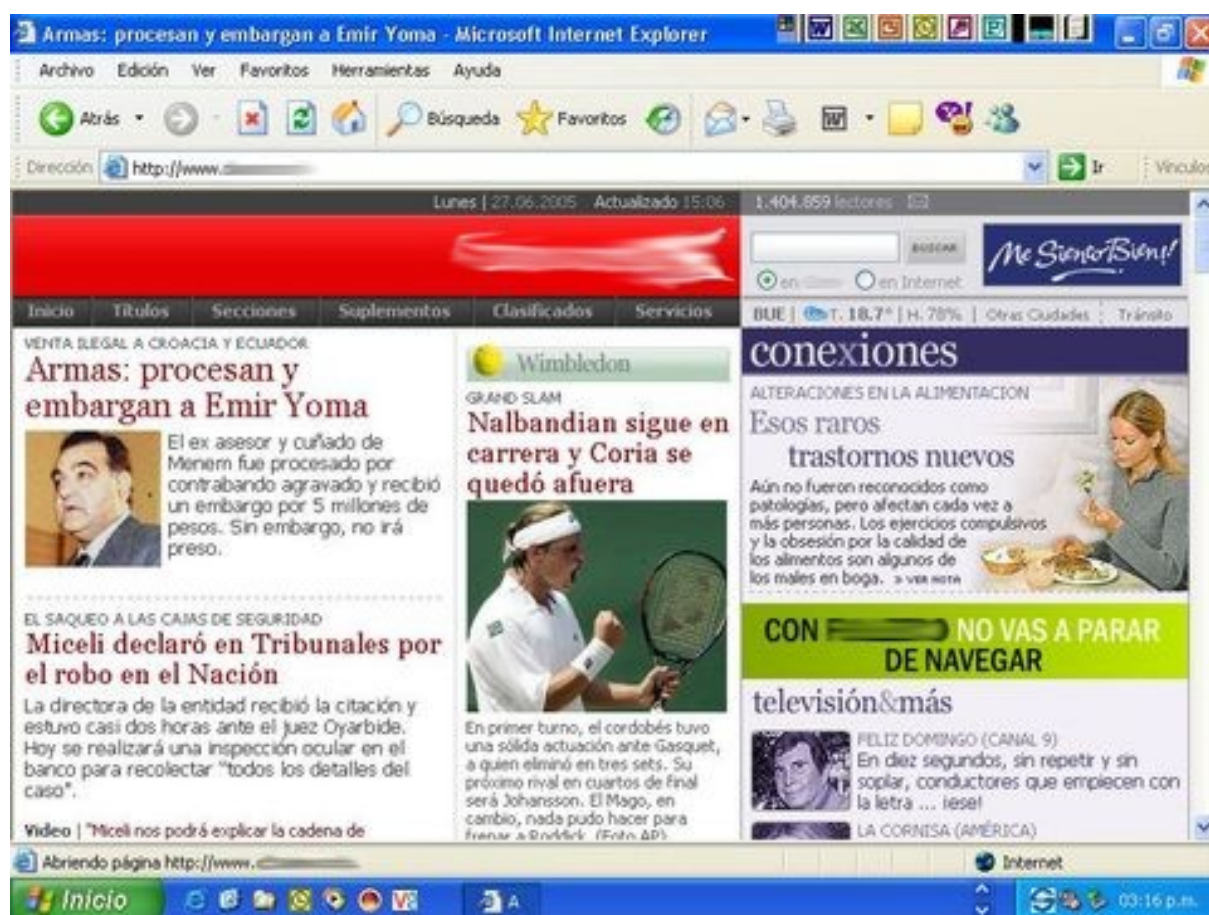 Armas: procesan y embargan a Emir Yoma - Microsoft Internet Explorer
Archivo Edición Ver Favoritos Herramientas Ayuda
Atrás Búsqueda Favoritos
Dirección http://www. Ir Vínculos
Lunes | 27.06.2005 Actualizado 15:06 1.404.859 lectores
BUSCAR
Me Siento Bien!
en en Internet
Inicio Títulos Secciones Suplementos Clasificados Servicios
BUE | T. 18.7° | H. 78% | Otras Ciudades Tránsito
VENTA ILEGAL A CROACIA Y ECUADOR
Armas: procesan y
embargan a Emir Yoma
El ex asesor y cuñado de
Menem fue procesado por
contrabando agravado y recibió
un embargo por 5 millones de
pesos. Sin embargo, no irá
preso.
EL SAQUEO A LAS CAJAS DE SEGURIDAD
Miceli declaró en Tribunales por
el robo en el Nación
La directora de la entidad recibió la citación y
estuvo casi dos horas ante el juez Oyarbide.
Hoy se realizará una inspección ocular en el
banco para recolectar "todos los detalles del
caso".
Video | "Miceli nos podrá explicar la cadena de
Wimbledon
GRAND SLAM
Nalbandian sigue en
carrera y Coria se
quedó afuera
En primer turno, el cordobés tuvo
una sólida actuación ante Gasquet,
a quien eliminó en tres sets. Su
próximo rival en cuartos de final
será Johansson. El Mago, en
cambio, nada pudo hacer para
frenar a Roddick. (Foto AP)
conexiones
ALTERACIONES EN LA ALIMENTACION
Esos raros
trastornos nuevos
Aún no fueron reconocidos como
patologías, pero afectan cada vez a
más personas. Los ejercicios compulsivos
y la obsesión por la calidad de
los alimentos son algunos de
los males en boga. » VER NOTA
CON NO VAS A PARAR
DE NAVEGAR
televisión&más
FELIZ DOMINGO (CANAL 9)
En diez segundos, sin repetir y sin
soplar, conductores que empiecen con
la letra ... ¡ese!
LA CORNISA (AMÉRICA)
Abriendo página http://www. Internet
Inicio A 03:16 p.m.